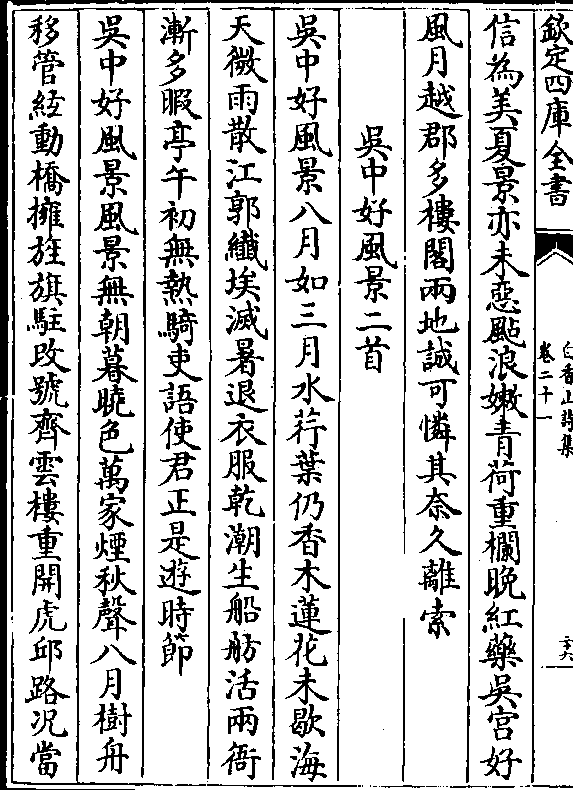 欽定四庫全書
白香山詩集
卷二十一
二十六
信為美夏景亦未惡颭浪嫩青荷重欄晚紅藥吳宮好
風月越郡多樓閣兩地誠可憐其奈久離索
吳中好風景二首
吳中好風景八月如三月水荇葉仍香木蓮花未歇海
天微雨散江郭纖埃滅暑退衣服乾潮生船舫活兩衙
漸多暇亭午初無熱騎吏語使君正是遊時節
吳中好風景風景無朝暮曉色萬家煙秋聲八月樹舟
移管絃動橋擁旌旗駐改號齊雲樓重開虎邱路况當